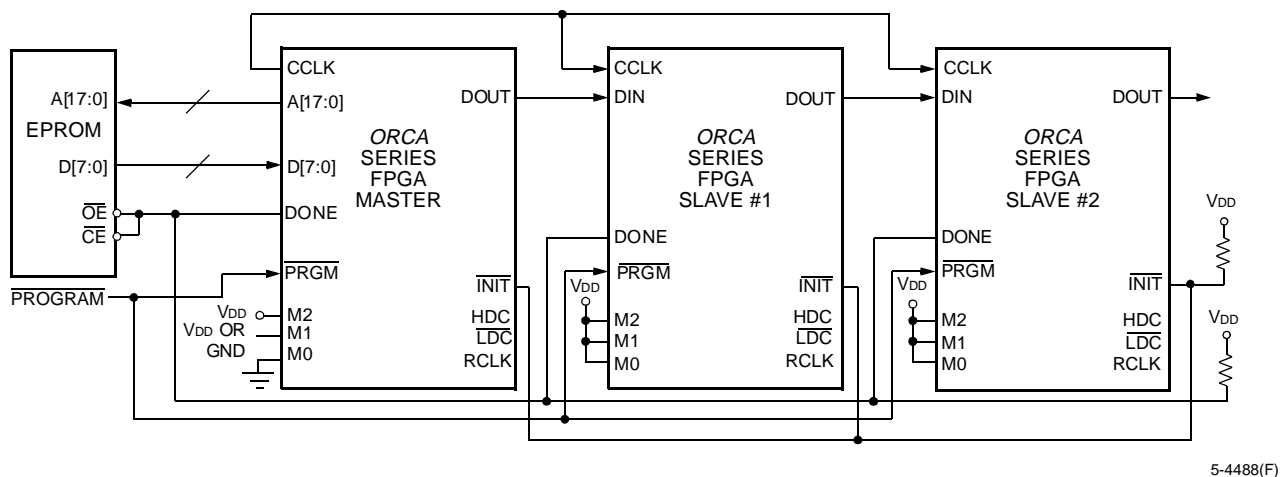 EPROM
A[17:0]
D[7:0]
OE
CE
PROGRAM
CCLK
A[17:0]
DOUT
ORCA
SERIES
FPGA
MASTER
D[7:0]
DONE
PRGM
INIT
VDD
M2
VDD OR
M1
GND
M0
HDC
LDC
RCLK
CCLK
DIN
DOUT
ORCA
SERIES
FPGA
SLAVE #1
DONE
PRGM
VDD
INIT
M2
M1
M0
HDC
LDC
RCLK
CCLK
DIN
DOUT
ORCA
SERIES
FPGA
SLAVE #2
DONE
PRGM
VDD
INIT
M2
M1
M0
HDC
LDC
RCLK
VDD
VDD
5-4488(F)